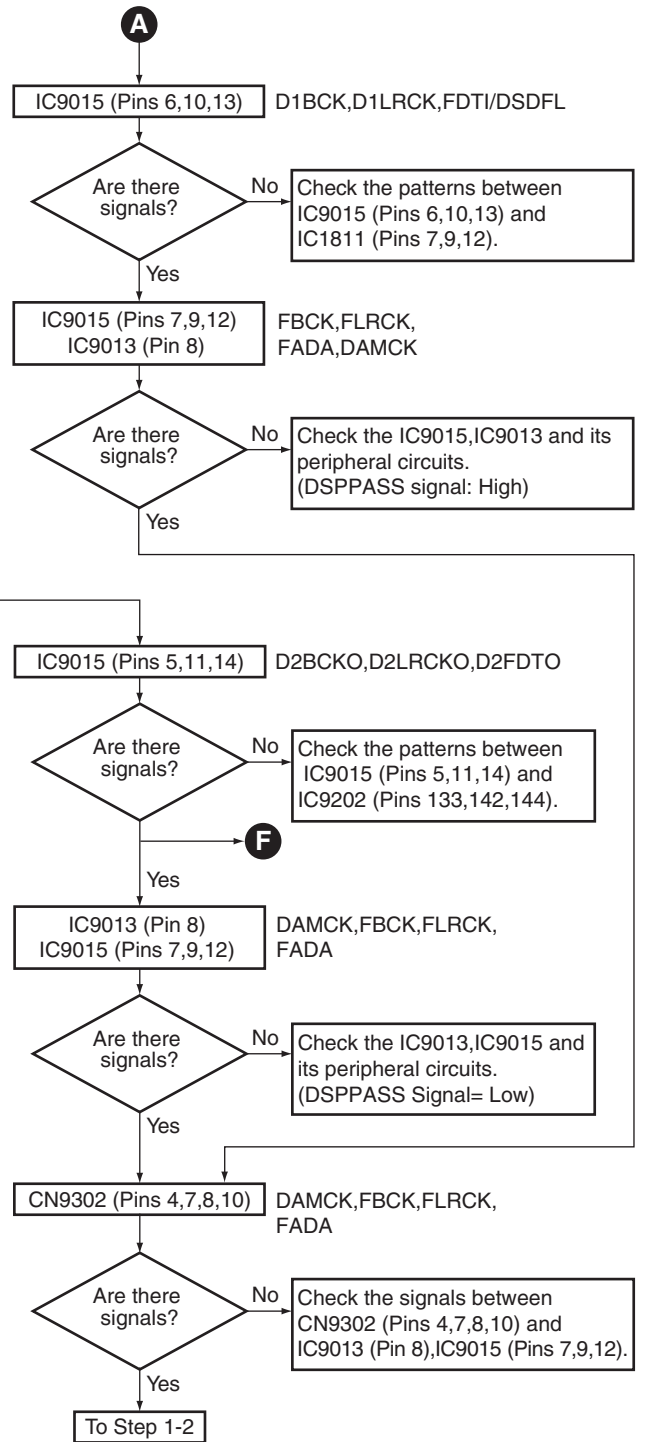 A
IC9015 (Pins 6,10,13)
D1BCK,D1LRCK,FDTI/DSDFL
Are there
signals?
No
Check the patterns between
IC9015 (Pins 6,10,13) and
IC1811 (Pins 7,9,12).
Yes
IC9015 (Pins 7,9,12)
IC9013 (Pin 8)
FBCK,FLRCK,
FADA,DAMCK
Are there
signals?
No
Check the IC9015,IC9013 and its
peripheral circuits.
(DSPPASS signal: High)
Yes
IC9015 (Pins 5,11,14)
D2BCKO,D2LRCKO,D2FDTO
Are there
signals?
No
Check the patterns between
IC9015 (Pins 5,11,14) and
IC9202 (Pins 133,142,144).
F
Yes
IC9013 (Pin 8)
IC9015 (Pins 7,9,12)
DAMCK,FBCK,FLRCK,
FADA
Are there
signals?
No
Check the IC9013,IC9015 and
its peripheral circuits.
(DSPPASS Signal= Low)
Yes
CN9302 (Pins 4,7,8,10)
DAMCK,FBCK,FLRCK,
FADA
Are there
signals?
No
Check the signals between
CN9302 (Pins 4,7,8,10) and
IC9013 (Pin 8),IC9015 (Pins 7,9,12).
Yes
To Step 1-2